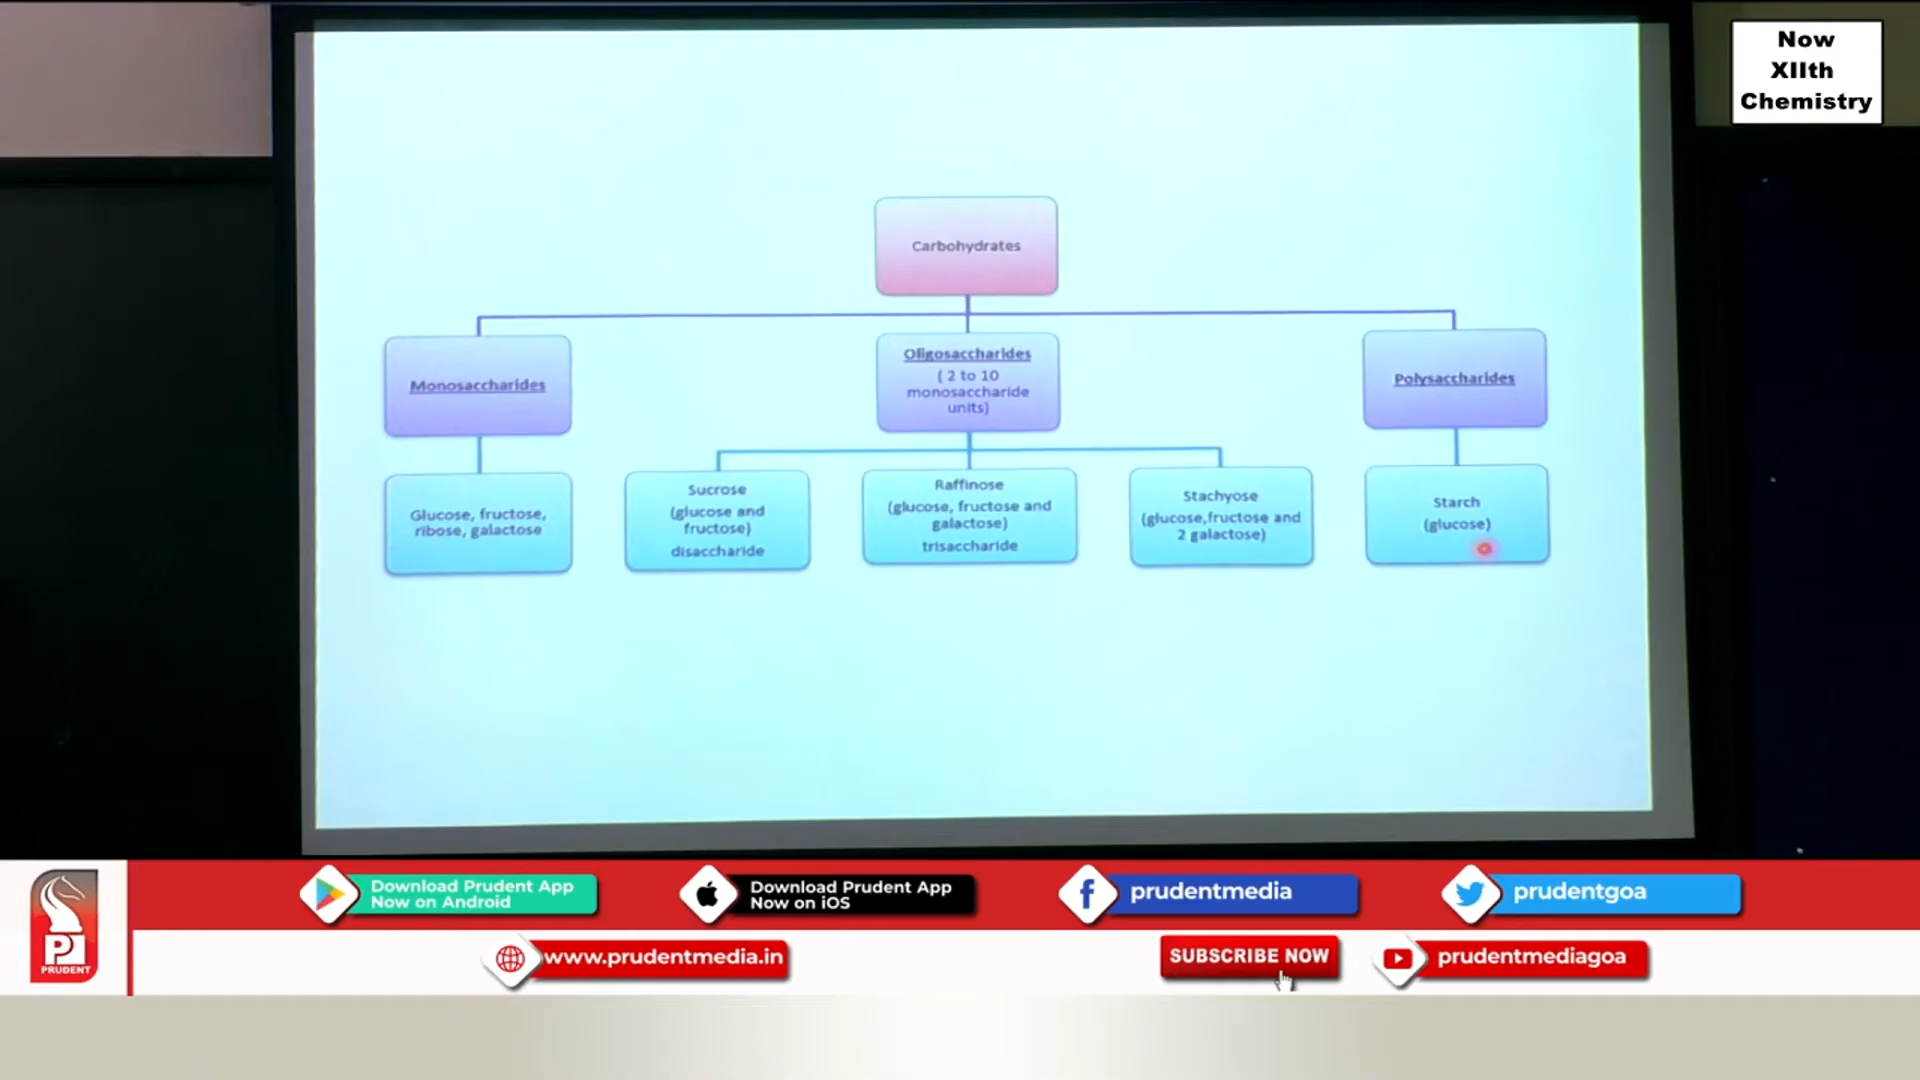 Now
XIIth
Chemistry
Carbohydrates
Monosaccharides
Oligosaccharides
( 2 to 10
monosaccharide
units)
Polysaccharides
Glucose, fructose,
ribose, galactose
Sucrose
(glucose and
fructose)
disaccharide
Raffinose
(glucose, fructose and
galactose)
trisaccharide
Stachyose
(glucose,fructose and
2 galactose)
Starch
(glucose)
Download Prudent App
Now on Android
Download Prudent App
Now on iOS
prudentmedia
prudentgoa
P
PRUDENT
www.prudentmedia.in
SUBSCRIBE NOW
prudentmediagoa